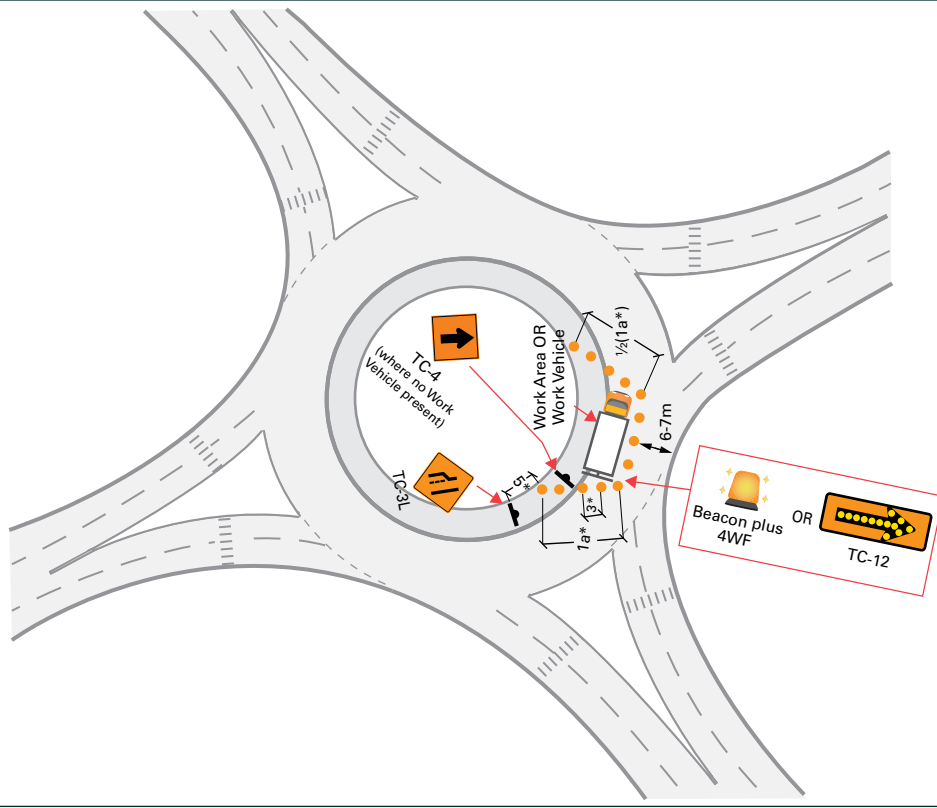 TC-4
(where no Work
Vehicle present)
Work Area OR
Work Vehicle
½(1a*)
6-7m
TC-3L
5*
3*
1a*
Beacon plus
4WF
OR
TC-12